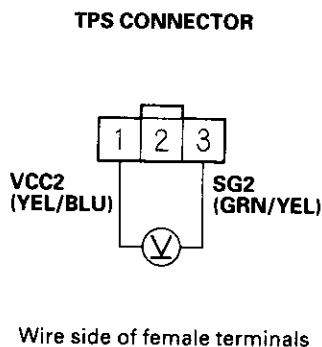 TPS CONNECTOR
1 2 3
VCC2
(YEL/BLU)
SG2
(GRN/YEL)
V
Wire side of female terminals